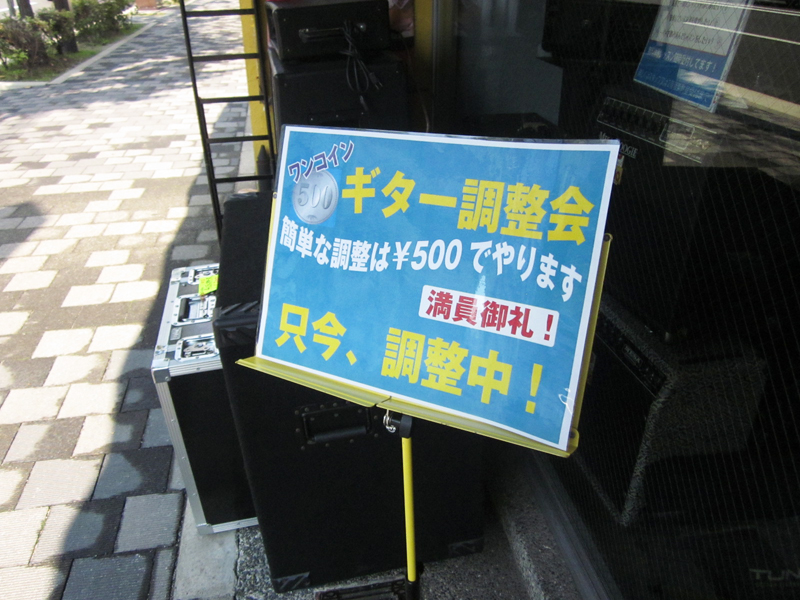 ワンコイン
500
ギター調整会
簡単な調整は¥500でやります
満員御礼！
只今、調整中！